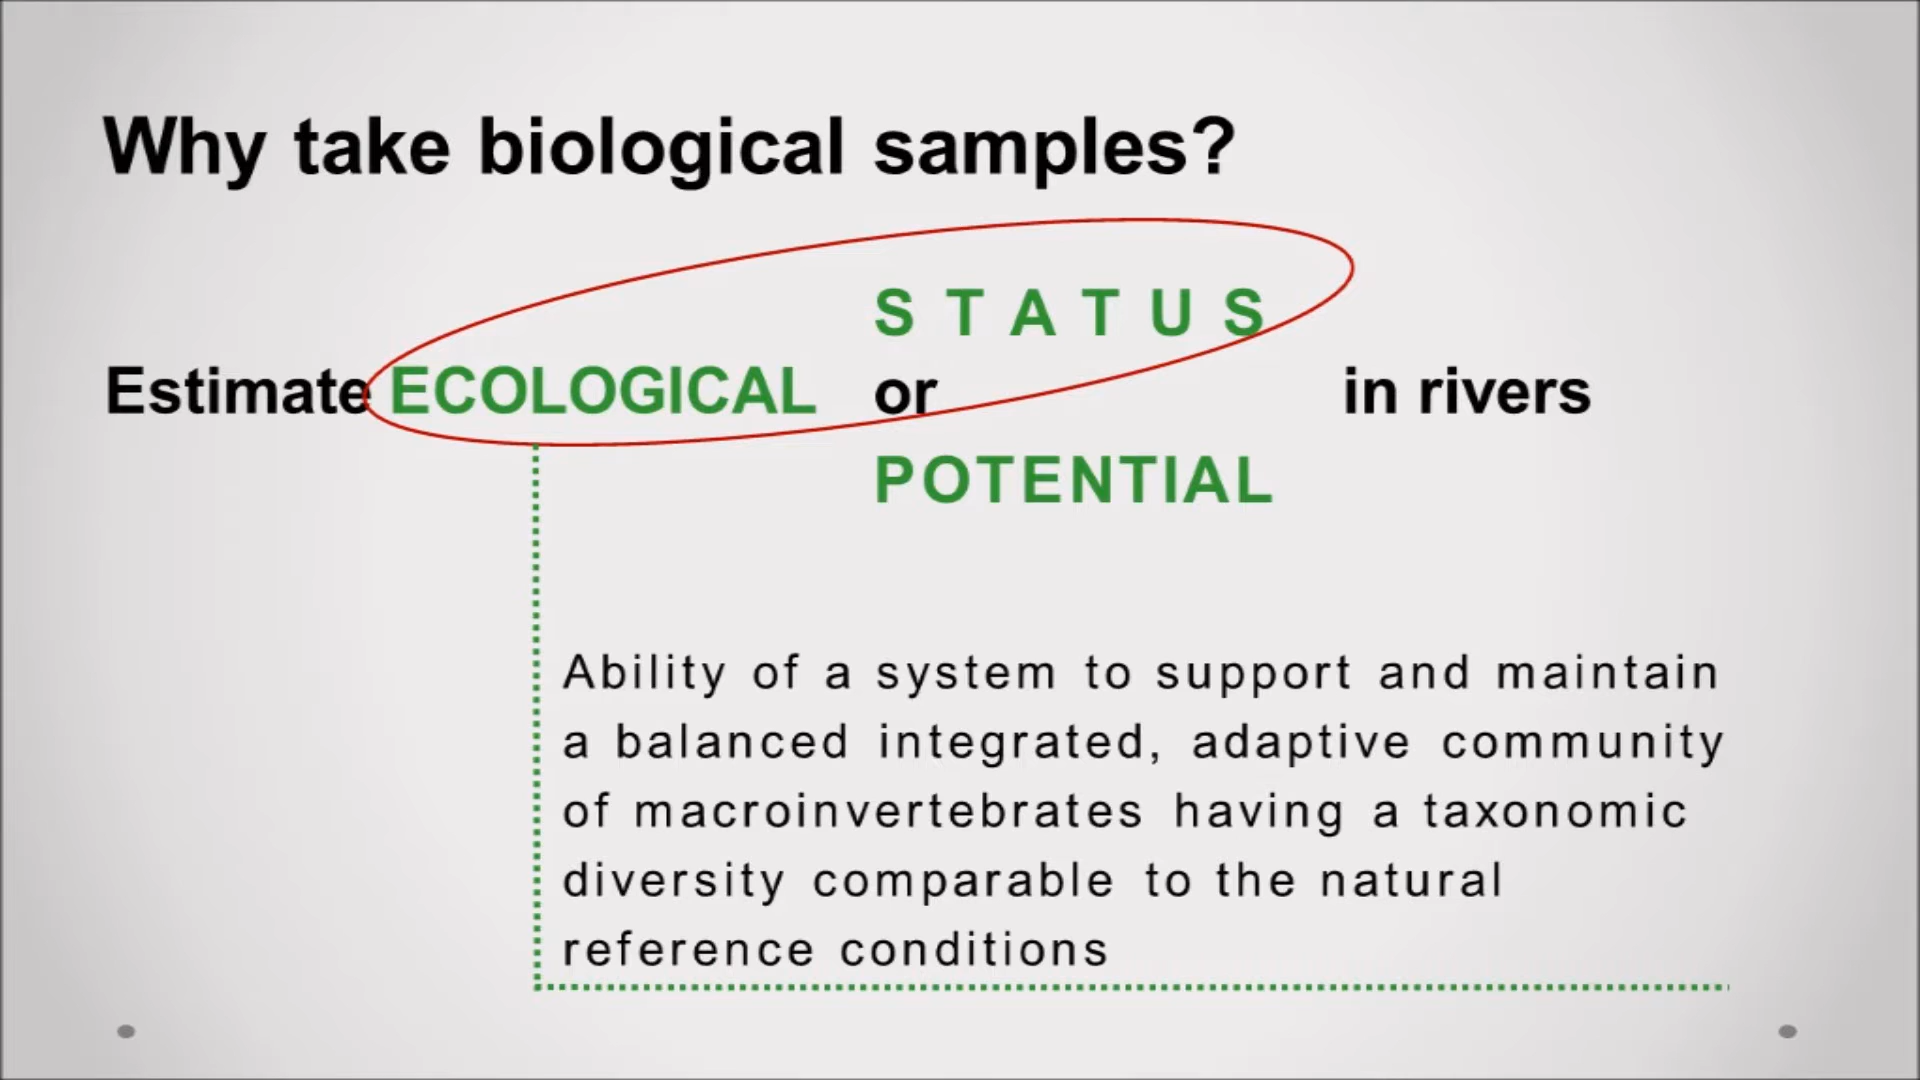 Why take biological samples?
S T A T U S
Estimate ECOLOGICAL or in rivers
POTENTIAL
Ability of a system to support and maintain
a balanced integrated, adaptive community
of macroinvertebrates having a taxonomic
diversity comparable to the natural
reference conditions